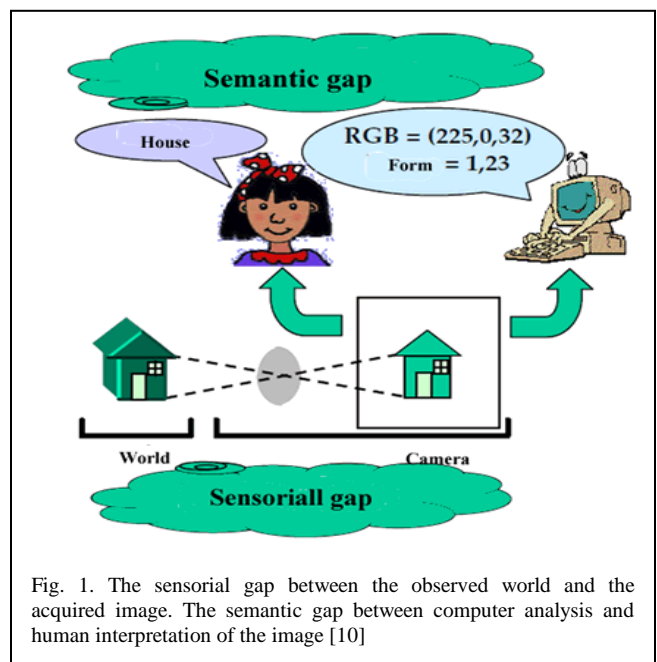 Semantic gap
House
RGB = (225,0,32)
Form = 1,23
World
Camera
Sensoriall gap
Fig. 1. The sensorial gap between the observed world and the
acquired image. The semantic gap between computer analysis and
human interpretation of the image [10]